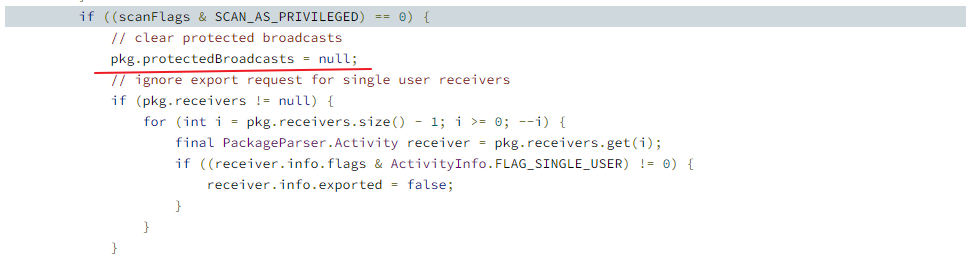 if ((scanFlags & SCAN_AS_PRIVILEGED) == 0) {
// clear protected broadcasts
pkg.protectedBroadcasts = null;
// ignore export request for single user receivers
if (pkg.receivers != null) {
for (int i = pkg.receivers.size() - 1; i >= 0; --i) {
final PackageParser.Activity receiver = pkg.receivers.get(i);
if ((receiver.info.flags & ActivityInfo.FLAG_SINGLE_USER) != 0) {
receiver.info.exported = false;
}
}
}